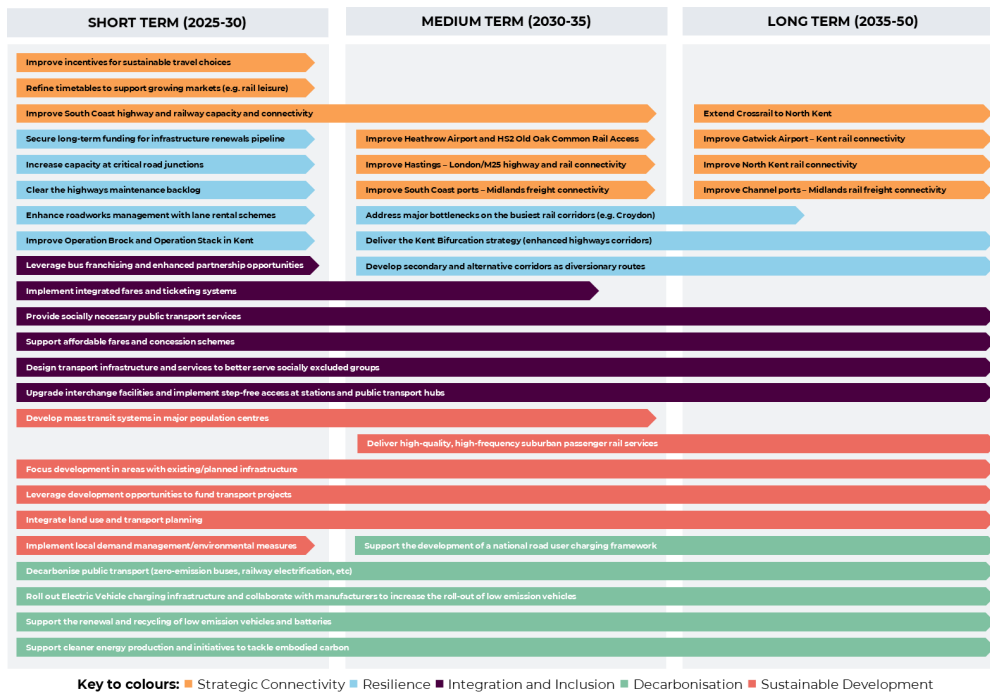 SHORT TERM (2025-30) MEDIUM TERM (2030-35) LONG TERM (2035-50)
Improve incentives for sustainable travel choices
Refine timetables to support growing markets (e.g. rail leisure)
Improve South Coast highway and railway capacity and connectivity Extend Crossrail to North Kent
Secure long-term funding for infrastructure renewals pipeline Improve Heathrow Airport and HS2 Old Oak Common Rail Access Improve Gatwick Airport – Kent rail connectivity
Increase capacity at critical road junctions Improve Hastings – London/M25 highway and rail connectivity Improve North Kent rail connectivity
Clear the highways maintenance backlog Improve South Coast ports – Midlands freight connectivity Improve Channel ports – Midlands rail freight connectivity
Enhance roadworks management with lane rental schemes Address major bottlenecks on the busiest rail corridors (e.g. Croydon)
Improve Operation Brock and Operation Stack in Kent Deliver the Kent Bifurcation strategy (enhanced highways corridors)
Leverage bus franchising and enhanced partnership opportunities Develop secondary and alternative corridors as diversionary routes
Implement integrated fares and ticketing systems
Provide socially necessary public transport services
Support affordable fares and concession schemes
Design transport infrastructure and services to better serve socially excluded groups
Upgrade interchange facilities and implement step-free access at stations and public transport hubs
Develop mass transit systems in major population centres
Deliver high-quality, high-frequency suburban passenger rail services
Focus development in areas with existing/planned infrastructure
Leverage development opportunities to fund transport projects
Integrate land use and transport planning
Implement local demand management/environmental measures Support the development of a national road user charging framework
Decarbonise public transport (zero-emission buses, railway electrification, etc)
Roll out Electric Vehicle charging infrastructure and collaborate with manufacturers to increase the roll-out of low emission vehicles
Support the renewal and recycling of low emission vehicles and batteries
Support cleaner energy production and initiatives to tackle embodied carbon
Key to colours: Strategic Connectivity Resilience Integration and Inclusion Decarbonisation Sustainable Development